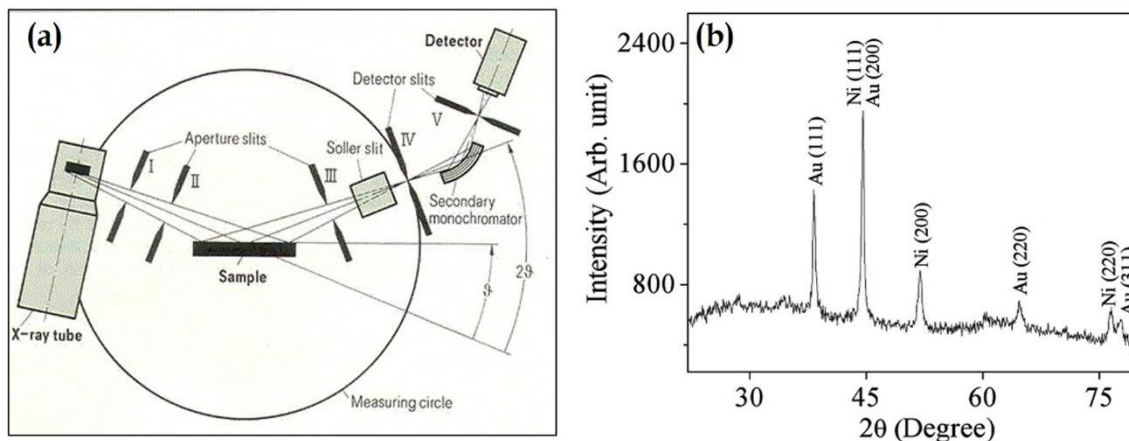 (a)
Detector
Detector slits
V
Aperture slits
IV
I
II
III
Soller slit
Secondary
monochromator
Sample
ϑ
2ϑ
X-ray tube
Measuring circle
(b)
2400
1600
800
Intensity (Arb. unit)
Au (111)
Ni (111)
Au (200)
Ni (200)
Au (220)
Ni (220)
Au (311)
30
45
60
75
2θ (Degree)